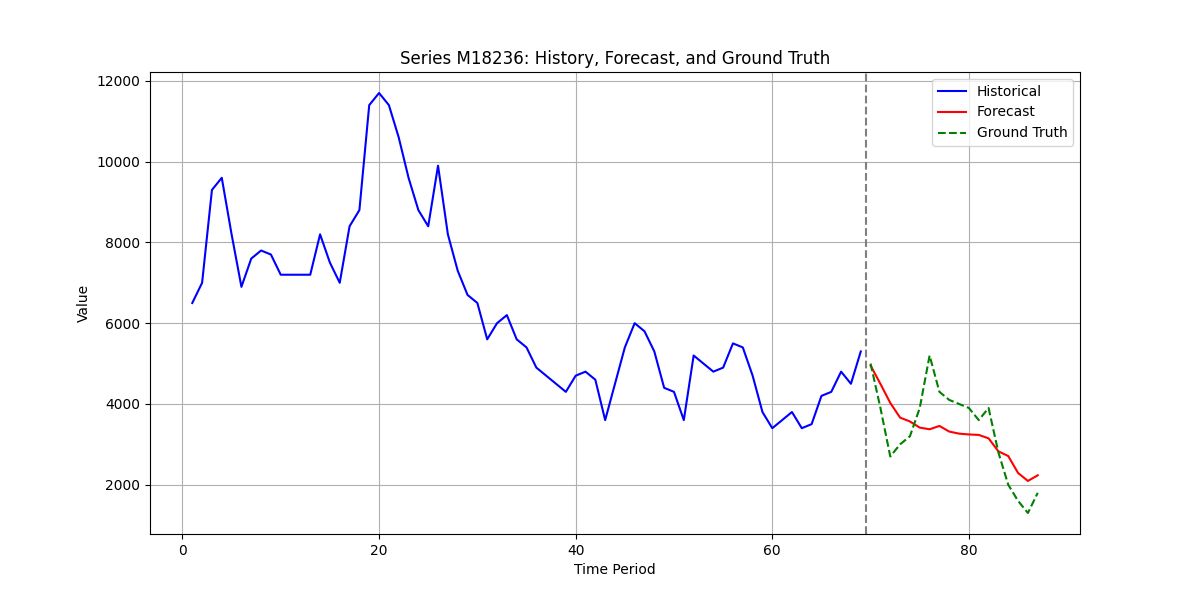 Series M18236: History, Forecast, and Ground Truth
12000
10000
8000
6000
4000
2000
Value
Historical
Forecast
Ground Truth
0
20
40
60
80
Time Period